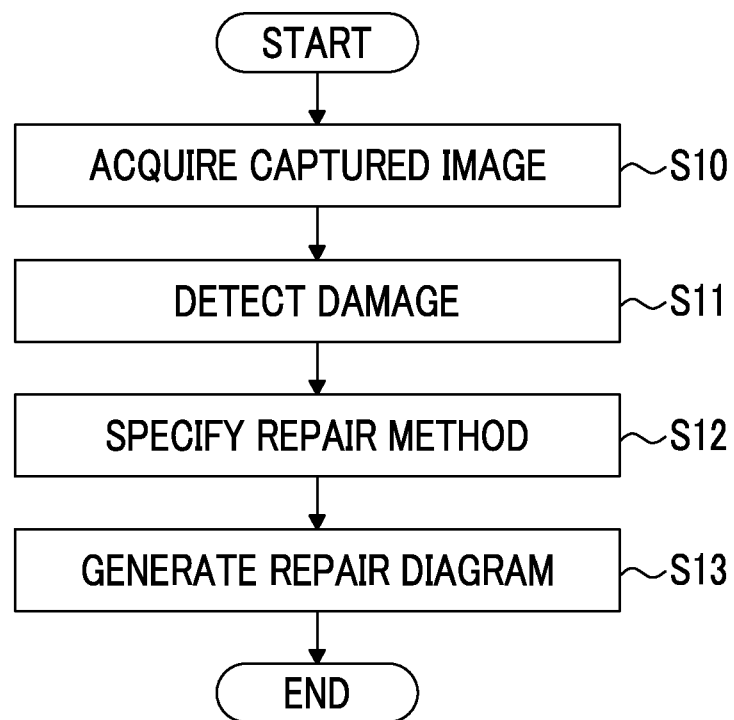 START
ACQUIRE CAPTURED IMAGE
S10
DETECT DAMAGE
S11
SPECIFY REPAIR METHOD
S12
GENERATE REPAIR DIAGRAM
S13
END